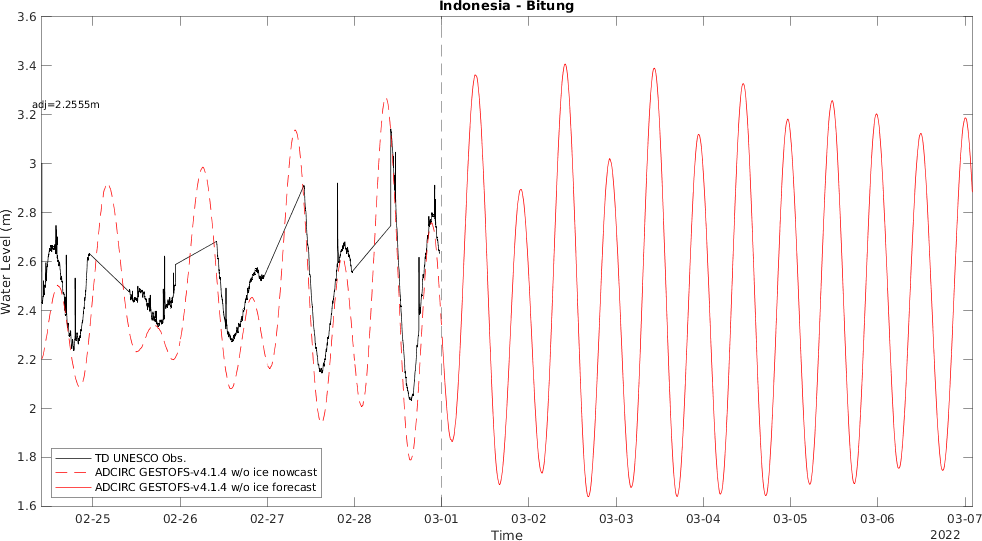 Indonesia - Bitung
3.6
3.4
3.2
3
2.8
2.6
2.4
2.2
2
1.8
1.6
Water Level (m)
adj=2.2555m
TD UNESCO Obs.
ADCIRC GESTOFS-v4.1.4 w/o ice nowcast
ADCIRC GESTOFS-v4.1.4 w/o ice forecast
02-25 02-26 02-27 02-28 03-01 03-02 03-03 03-04 03-05 03-06 03-07
Time
2022